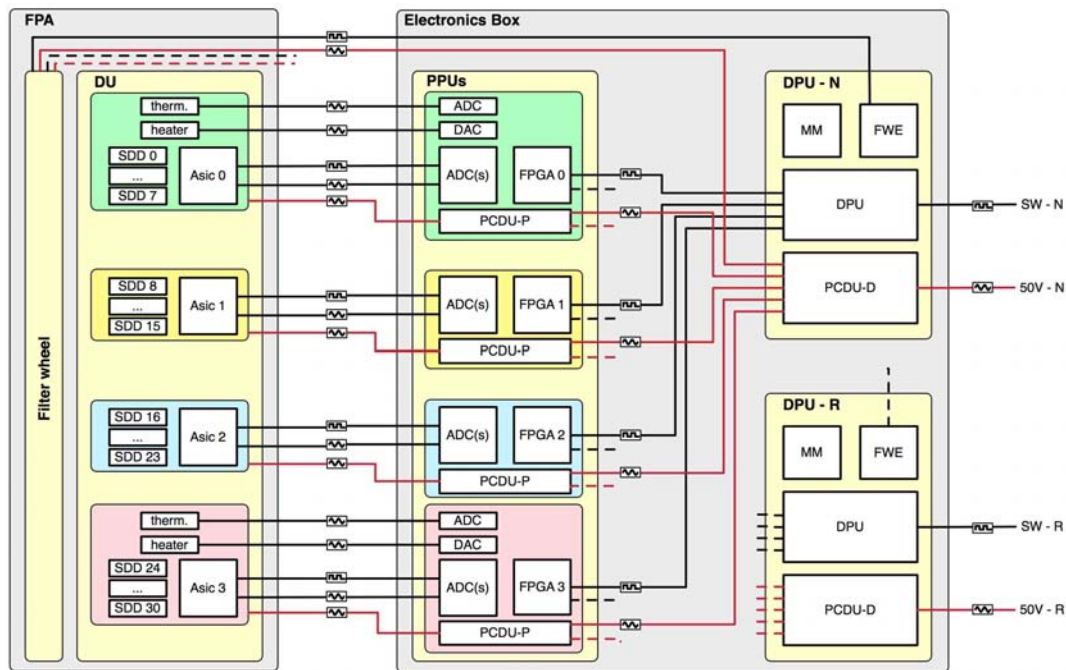 FPA
Electronics Box
Filter wheel
DU
PPUs
DPU - N
therm.
ADC
heater
DAC
SDD 0
...
SDD 7
Asic 0
ADC(s)
FPGA 0
PCDU-P
MM
FWE
DPU
SW - N
PCDU-D
50V - N
SDD 8
...
SDD 15
Asic 1
ADC(s)
FPGA 1
PCDU-P
SDD 16
...
SDD 23
Asic 2
ADC(s)
FPGA 2
PCDU-P
DPU - R
MM
FWE
DPU
SW - R
PCDU-D
50V - R
therm.
ADC
heater
DAC
SDD 24
...
SDD 30
Asic 3
ADC(s)
FPGA 3
PCDU-P